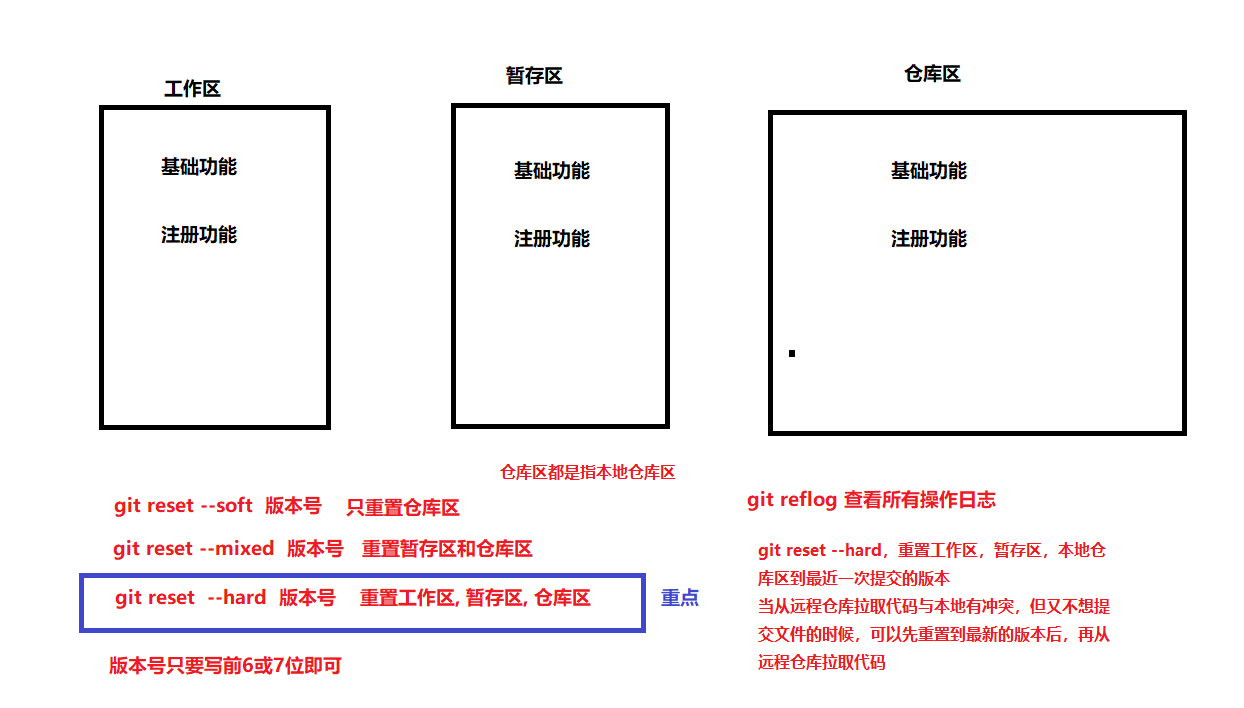 工作区
暂存区
仓库区
基础功能
注册功能
基础功能
注册功能
基础功能
注册功能
仓库区都是指本地仓库区
git reset --soft 版本号 只重置仓库区
git reset --mixed 版本号 重置暂存区和仓库区
git reset --hard 版本号 重置工作区, 暂存区, 仓库区
重点
版本号只要写前6或7位即可
git reflog 查看所有操作日志
git reset --hard，重置工作区，暂存区，本地仓
库区到最近一次提交的版本
当从远程仓库拉取代码与本地有冲突，但又不想提
交文件的时候，可以先重置到最新的版本后，再从
远程仓库拉取代码